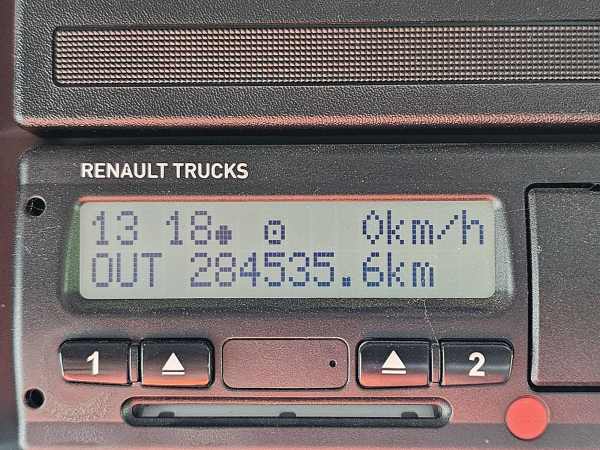 RENAULT TRUCKS
13 18 0km/h
OUT 284535.6km
1 2